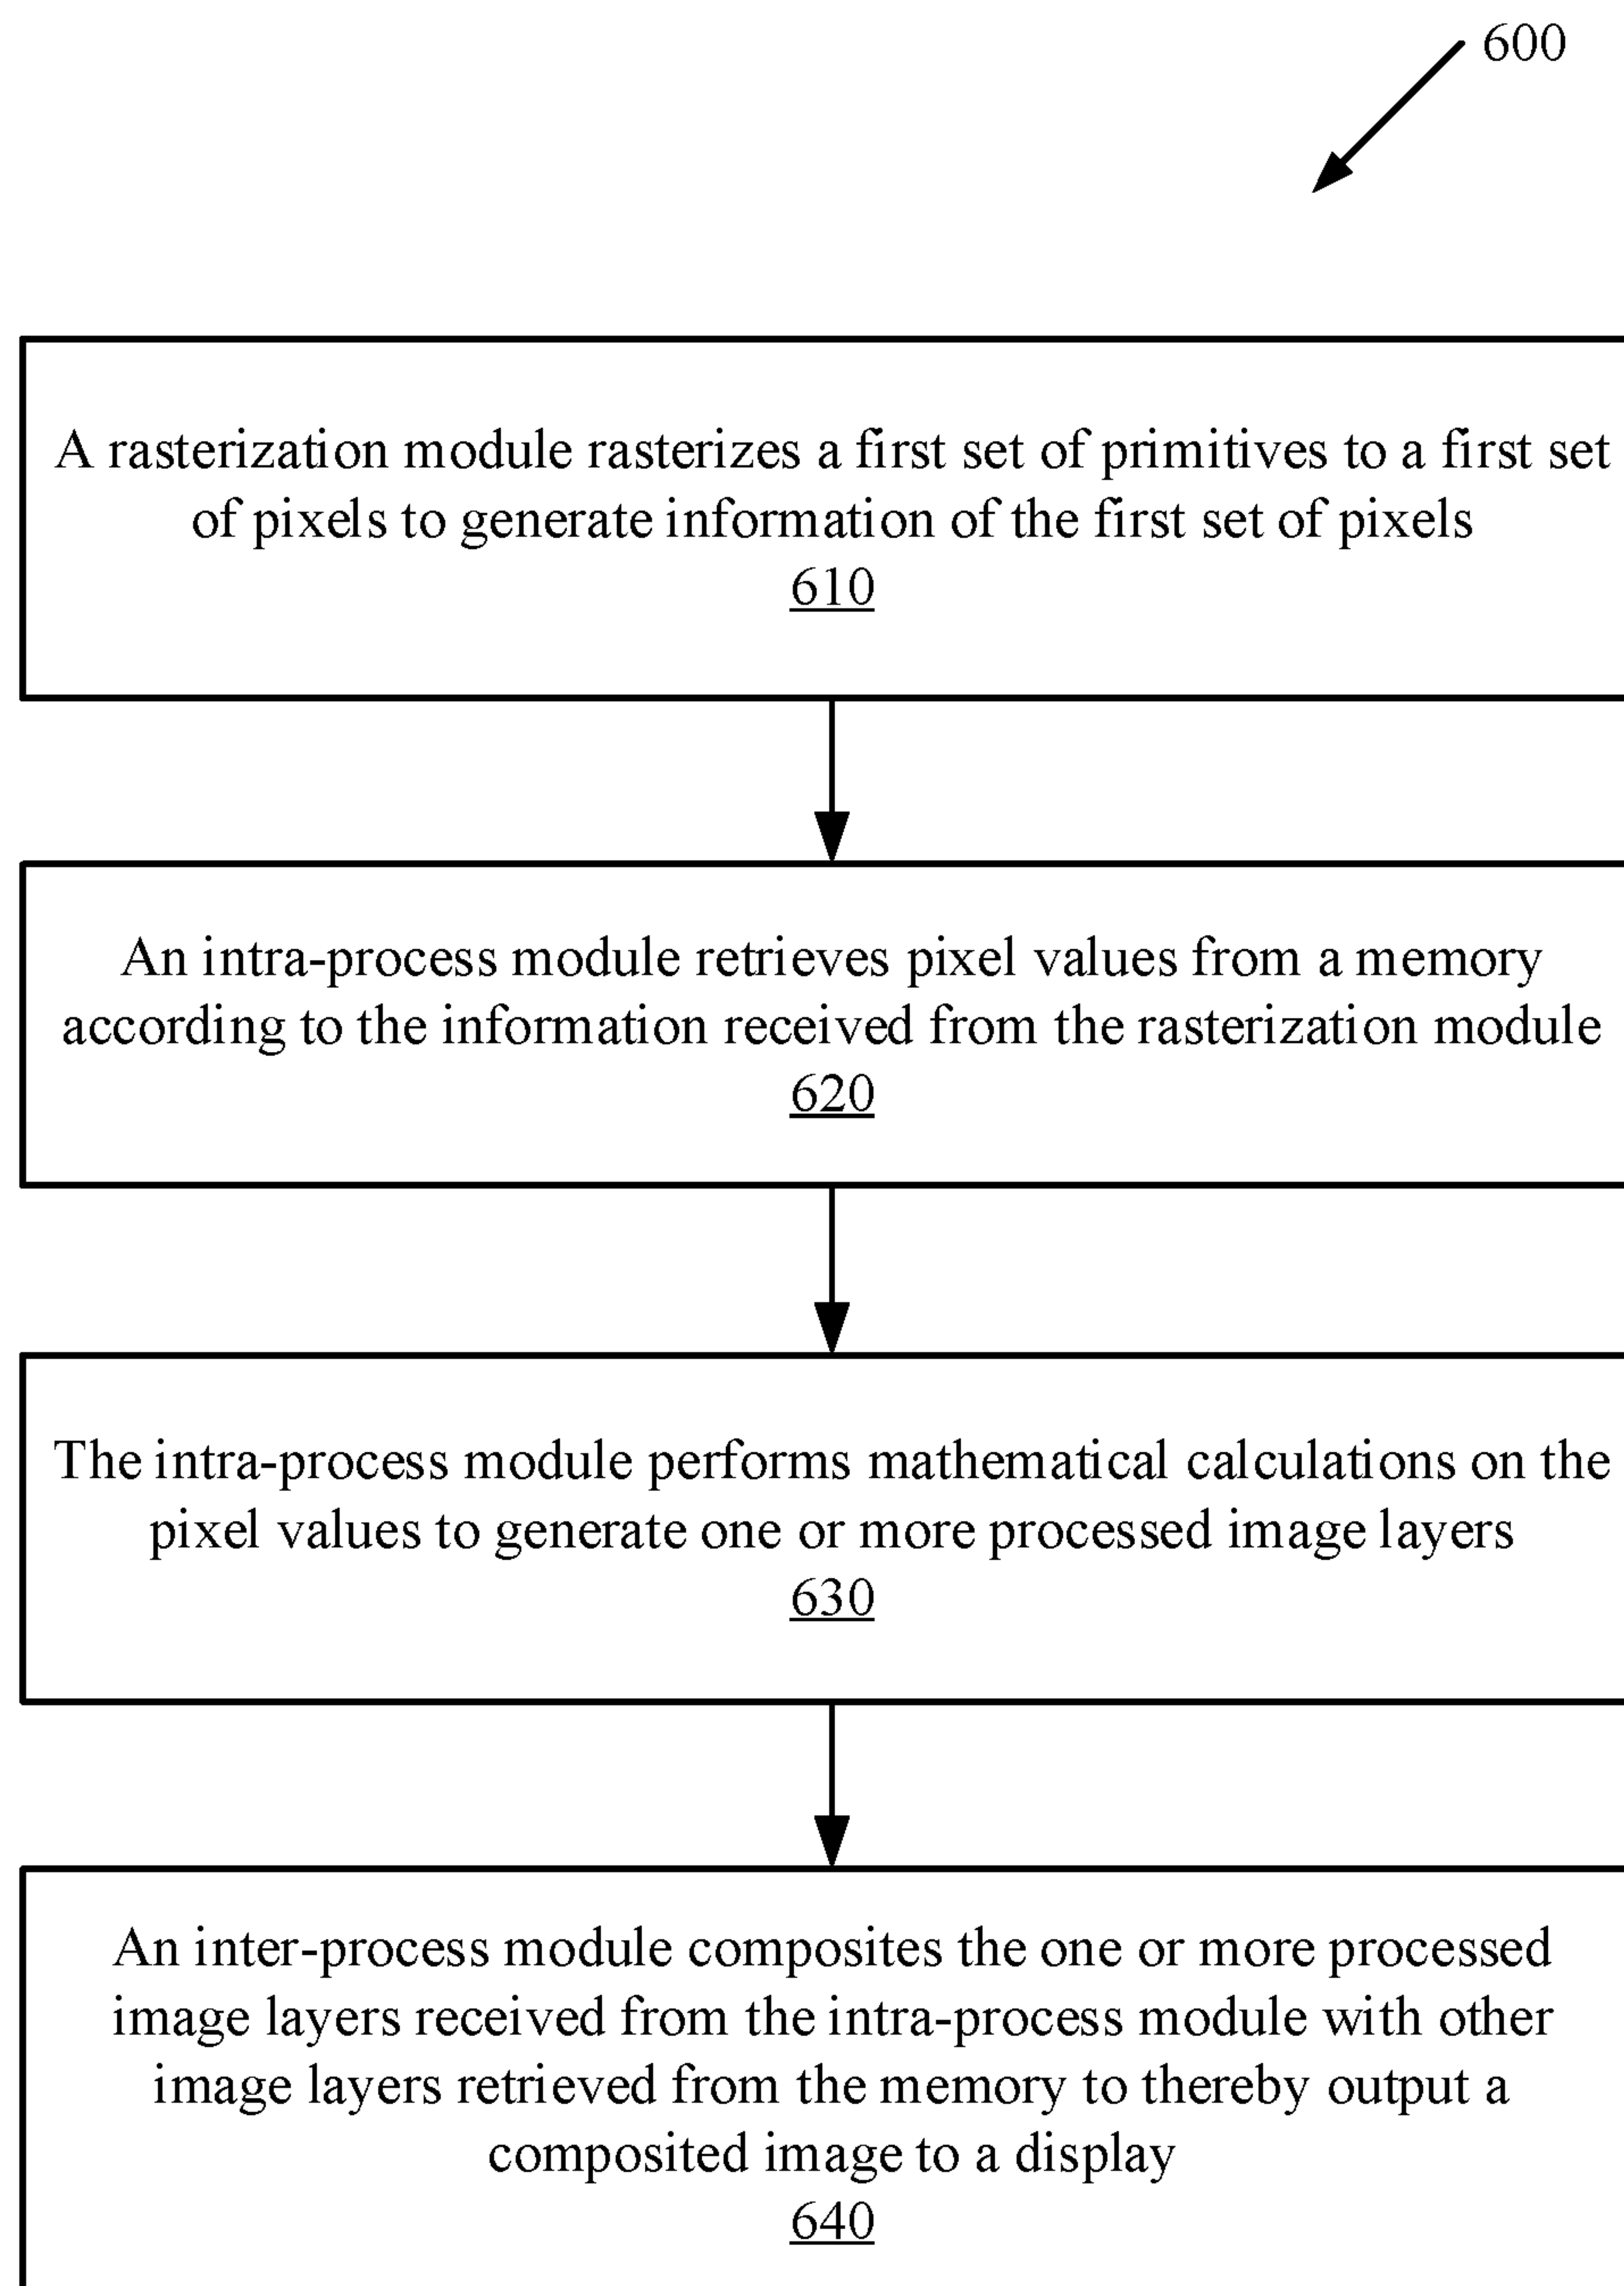 600
A rasterization module rasterizes a first set of primitives to a first set
of pixels to generate information of the first set of pixels
610
An intra-process module retrieves pixel values from a memory
according to the information received from the rasterization module
620
The intra-process module performs mathematical calculations on the
pixel values to generate one or more processed image layers
630
An inter-process module composites the one or more processed
image layers received from the intra-process module with other
image layers retrieved from the memory to thereby output a
composited image to a display
640